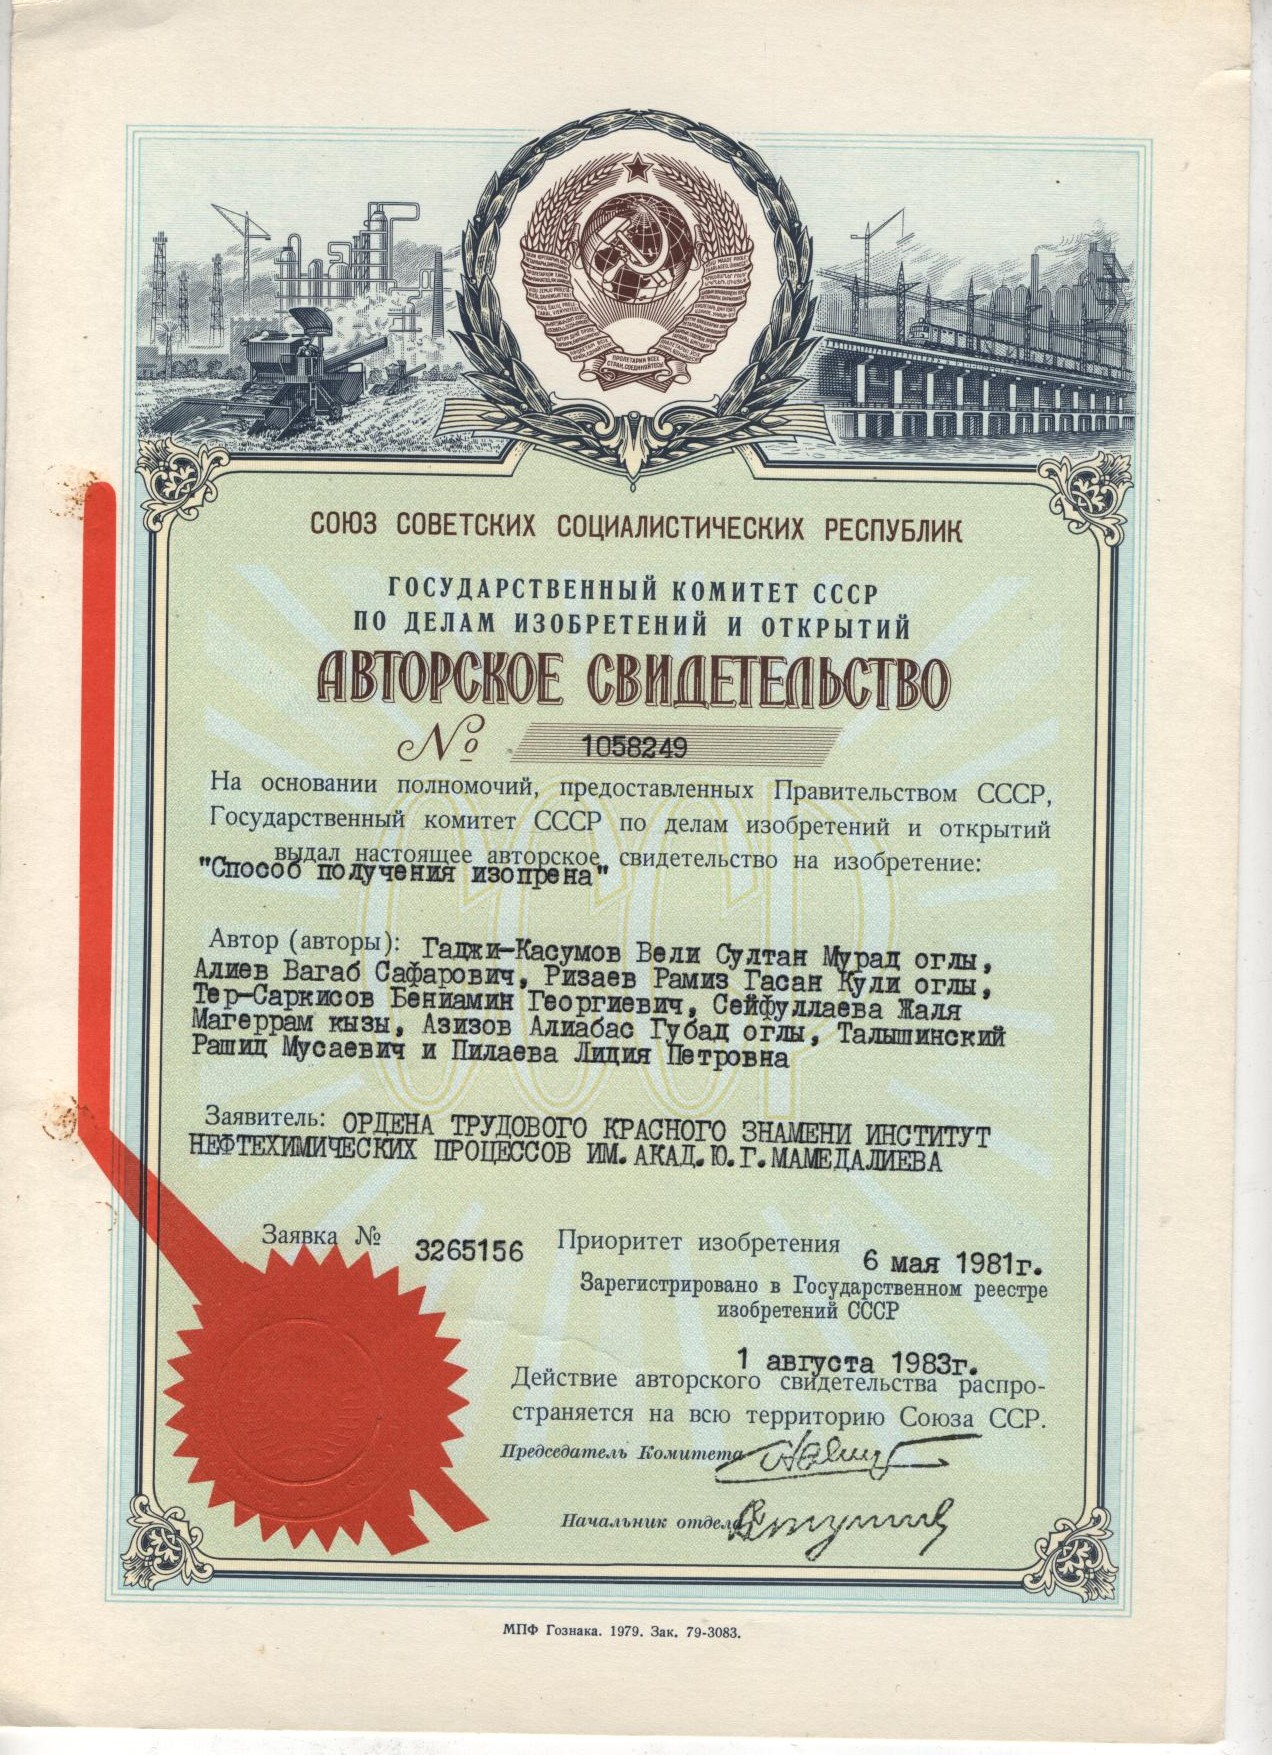 ПРОЛЕТАРИИ ВСЕХ
СТРАН, СОЕДИНЯЙТЕСЬ!
СОЮЗ СОВЕТСКИХ СОЦИАЛИСТИЧЕСКИХ РЕСПУБЛИК
ГОСУДАРСТВЕННЫЙ КОМИТЕТ СССР
ПО ДЕЛАМ ИЗОБРЕТЕНИЙ И ОТКРЫТИЙ
АВТОРСКОЕ СВИДЕТЕЛЬСТВО
№ 1058249
На основании полномочий, предоставленных Правительством СССР,
Государственный комитет СССР по делам изобретений и открытий
выдал настоящее авторское свидетельство на изобретение:
"Способ получения изопрена"
Автор (авторы): Гаджи-Касумов Вели Султан Мурад оглы,
Алиев Вагаб Сафарович, Ризаев Рамиз Гасан Кули оглы,
Тер-Саркисов Бениамин Георгиевич, Сейфуллаева Жаля
Магеррам кызы, Азизов Алиабас Губад оглы, Талышинский
Рашид Мусаевич и Пилаева Лидия Петровна
Заявитель: ОРДЕНА ТРУДОВОГО КРАСНОГО ЗНАМЕНИ ИНСТИТУТ
НЕФТЕХИМИЧЕСКИХ ПРОЦЕССОВ ИМ.АКАД.Ю.Г.МАМЕДАЛИЕВА
Заявка № 3265156 Приоритет изобретения 6 мая 1981г.
Зарегистрировано в Государственном реестре
изобретений СССР
1 августа 1983г.
Действие авторского свидетельства распро-
страняется на всю территорию Союза ССР.
Председатель Комитета
Начальник отдела
МПФ Гознака. 1979. Зак. 79-3083.